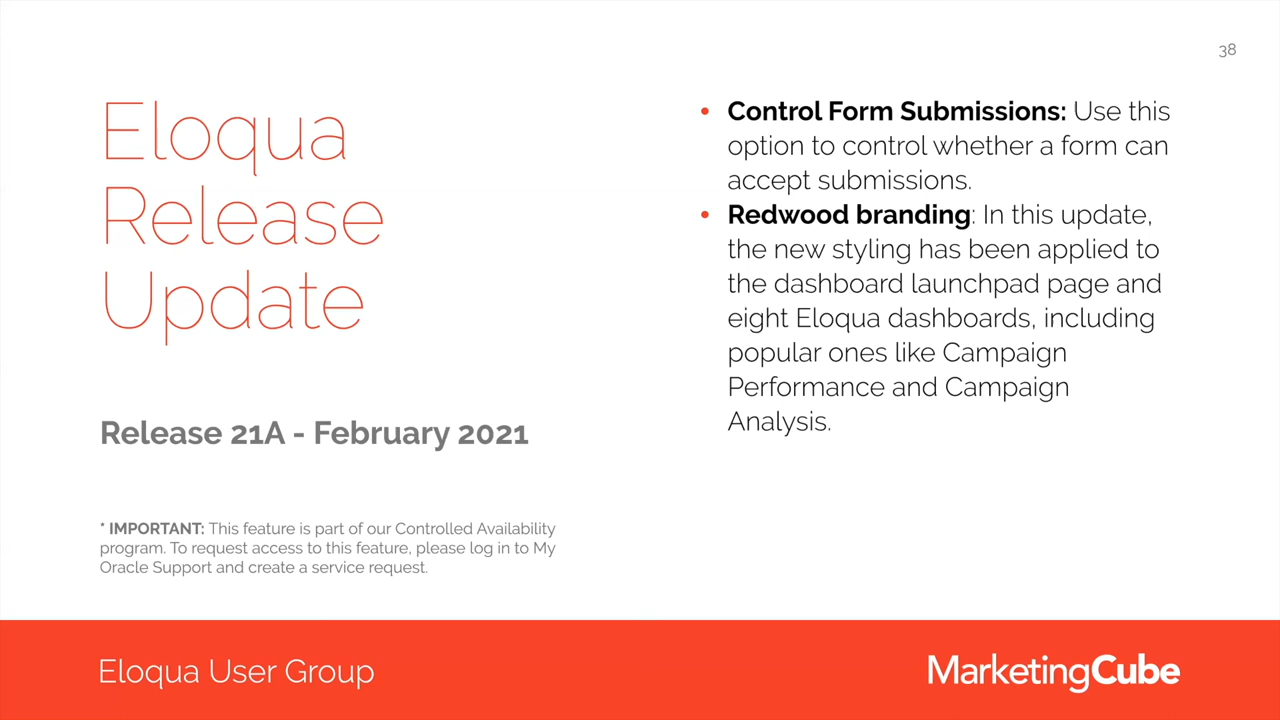 38
Eloqua
Release
Update
Release 21A - February 2021
* IMPORTANT: This feature is part of our Controlled Availability
program. To request access to this feature, please log in to My
Oracle Support and create a service request.
• Control Form Submissions: Use this
option to control whether a form can
accept submissions.
• Redwood branding: In this update,
the new styling has been applied to
the dashboard launchpad page and
eight Eloqua dashboards, including
popular ones like Campaign
Performance and Campaign
Analysis.
Eloqua User Group
MarketingCube